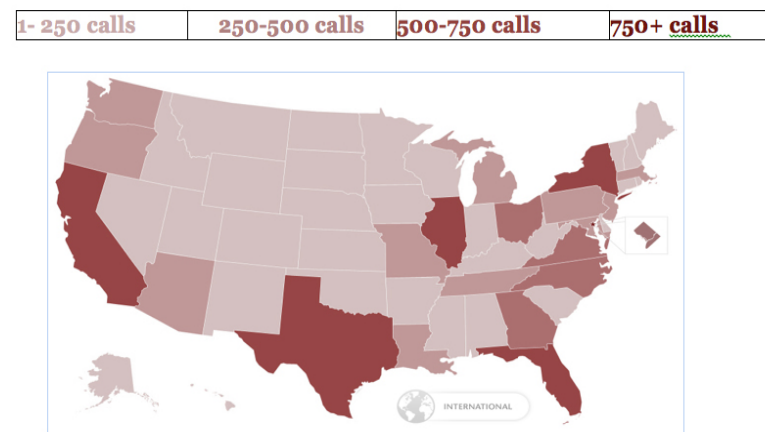 1- 250 calls
250-500 calls
500-750 calls
750+ calls
INTERNATIONAL